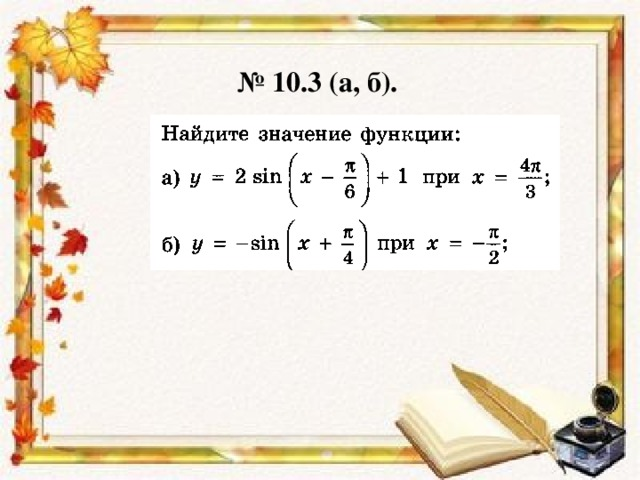 № 10.3 (а, б).
Найдите значение функции:
а) y = 2 sin (x − π/6) + 1 при x = 4π/3;
б) y = −sin (x + π/4) при x = −π/2;